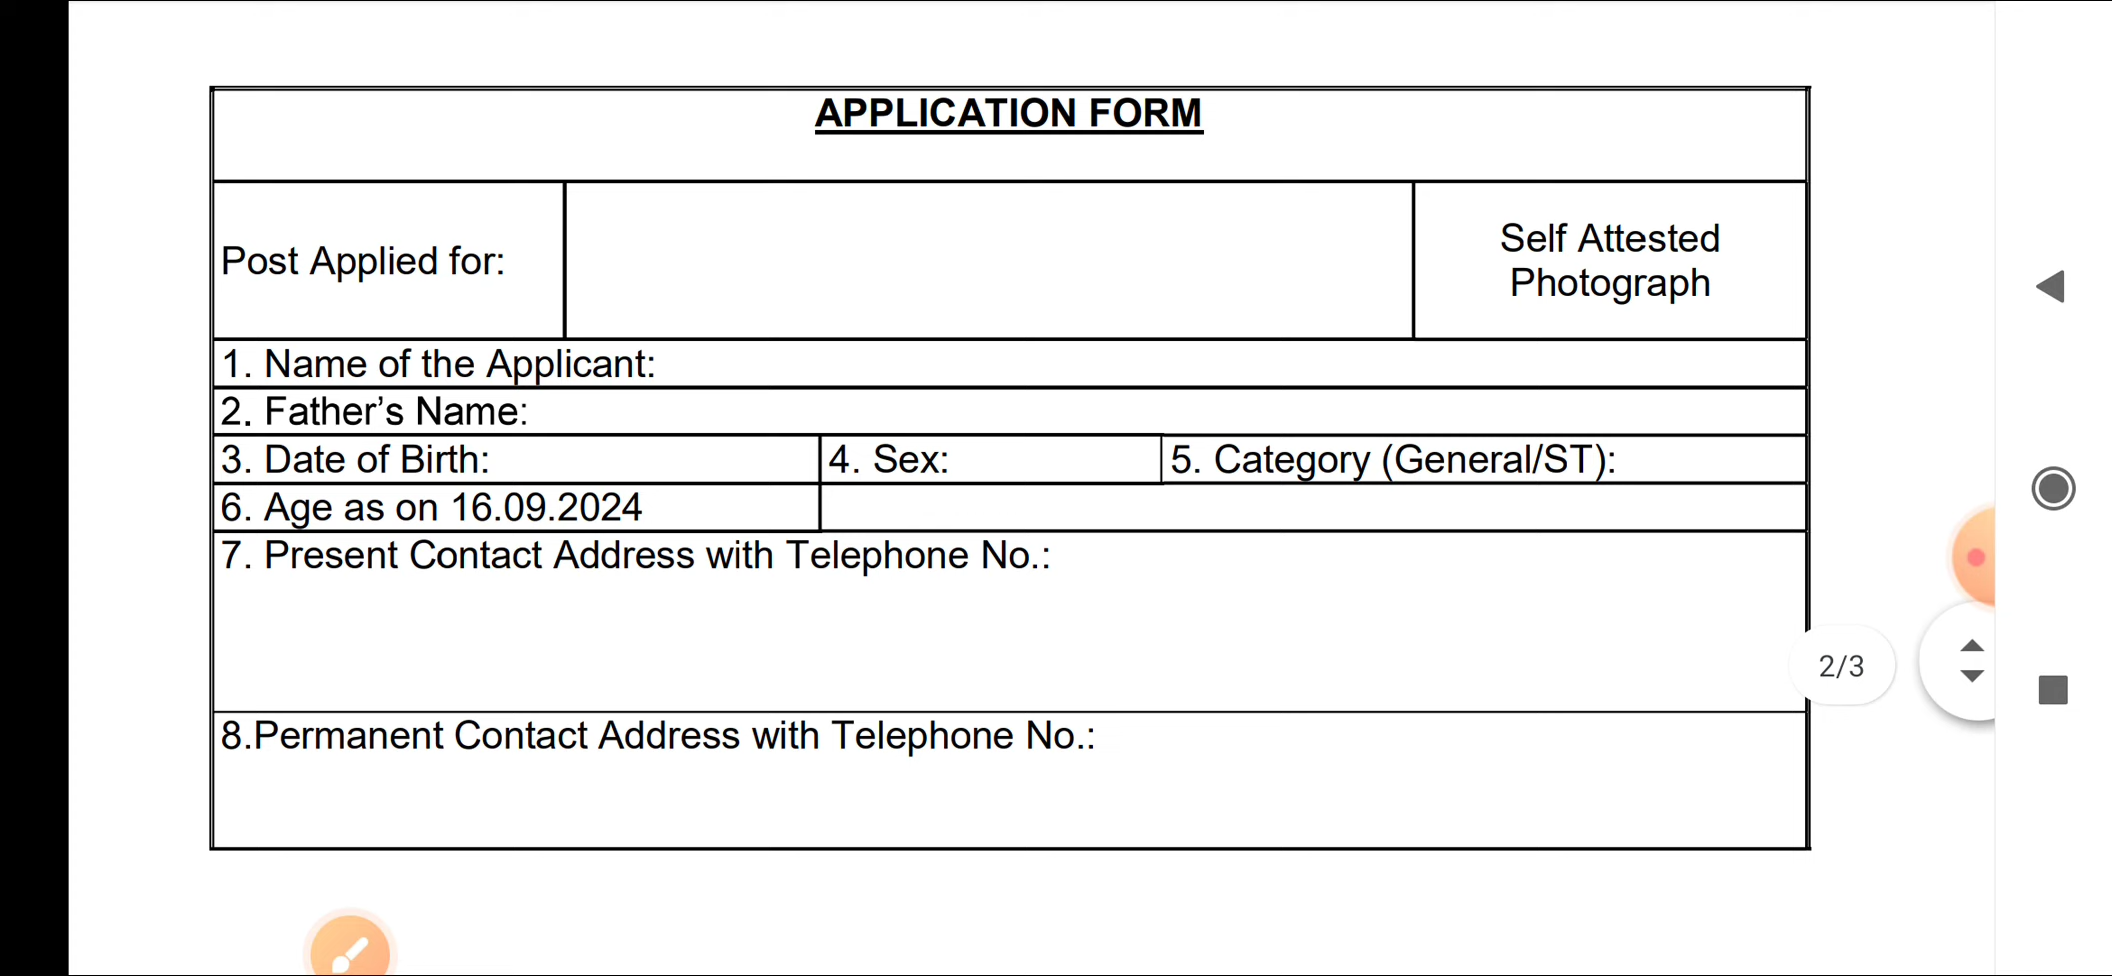 APPLICATION FORM
Post Applied for:
Self Attested
Photograph
1. Name of the Applicant:
2. Father’s Name:
3. Date of Birth:
4. Sex:
5. Category (General/ST):
6. Age as on 16.09.2024
7. Present Contact Address with Telephone No.:
2/3
8.Permanent Contact Address with Telephone No.: